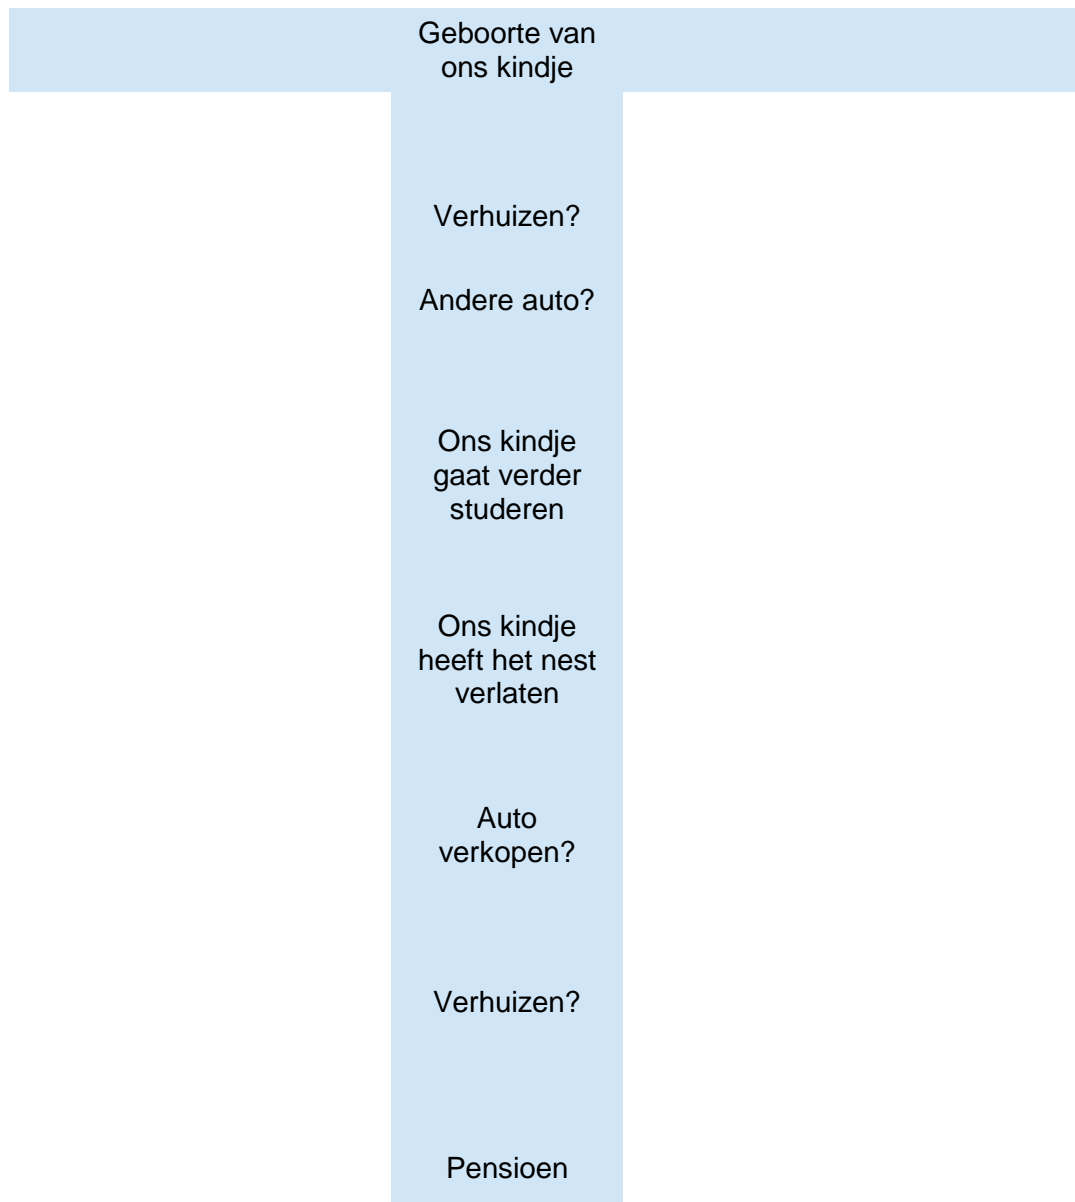 Geboorte van
ons kindje
Verhuizen?
Andere auto?
Ons kindje
gaat verder
studeren
Ons kindje
heeft het nest
verlaten
Auto
verkopen?
Verhuizen?
Pensioen